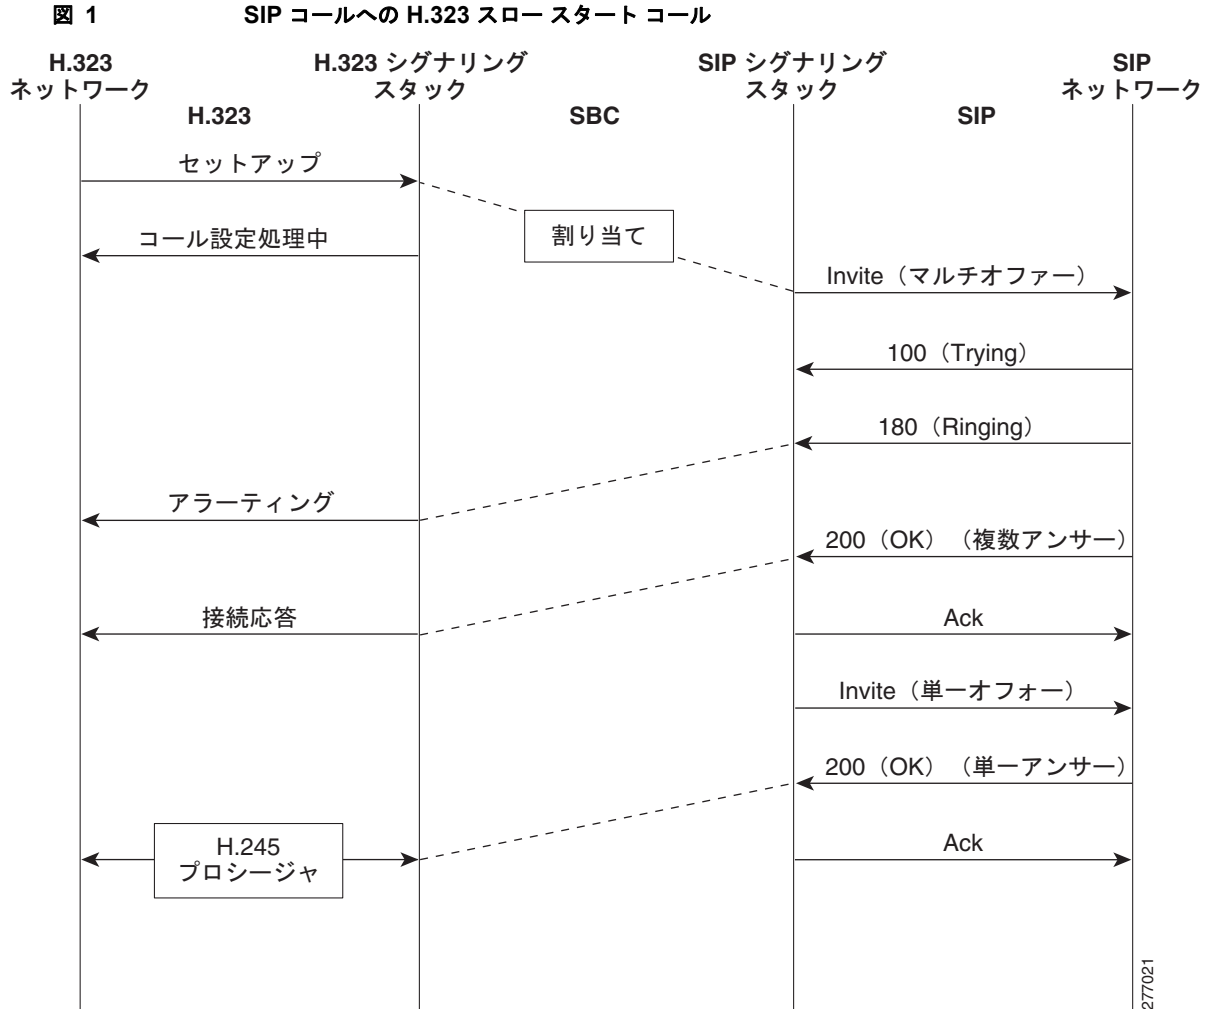 図 1 SIP コールへの H.323 スロー スタート コール
H.323
ネットワーク
H.323 シグナリング
スタック
SIP シグナリング
スタック
SIP
ネットワーク
H.323
SBC
SIP
セットアップ
割り当て
コール設定処理中
Invite（マルチオファー）
100（Trying）
180（Ringing）
アラーティング
200（OK）（複数アンサー）
接続応答
Ack
Invite（単一オフォー）
200（OK）（単一アンサー）
H.245
プロシージャ
Ack
277021